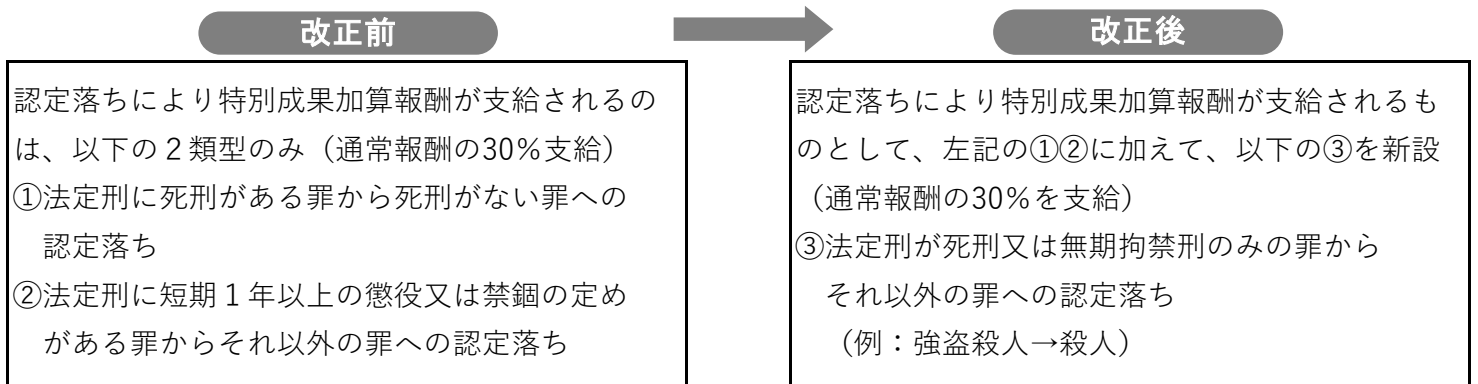 改正前
認定落ちにより特別成果加算報酬が支給されるの
は、以下の２類型のみ（通常報酬の30％支給）
①法定刑に死刑がある罪から死刑がない罪への
認定落ち
②法定刑に短期１年以上の懲役又は禁錮の定め
がある罪からそれ以外の罪への認定落ち
改正後
認定落ちにより特別成果加算報酬が支給されるも
のとして、左記の①②に加えて、以下の③を新設
（通常報酬の30％を支給）
③法定刑が死刑又は無期拘禁刑のみの罪から
それ以外の罪への認定落ち
（例：強盗殺人→殺人）